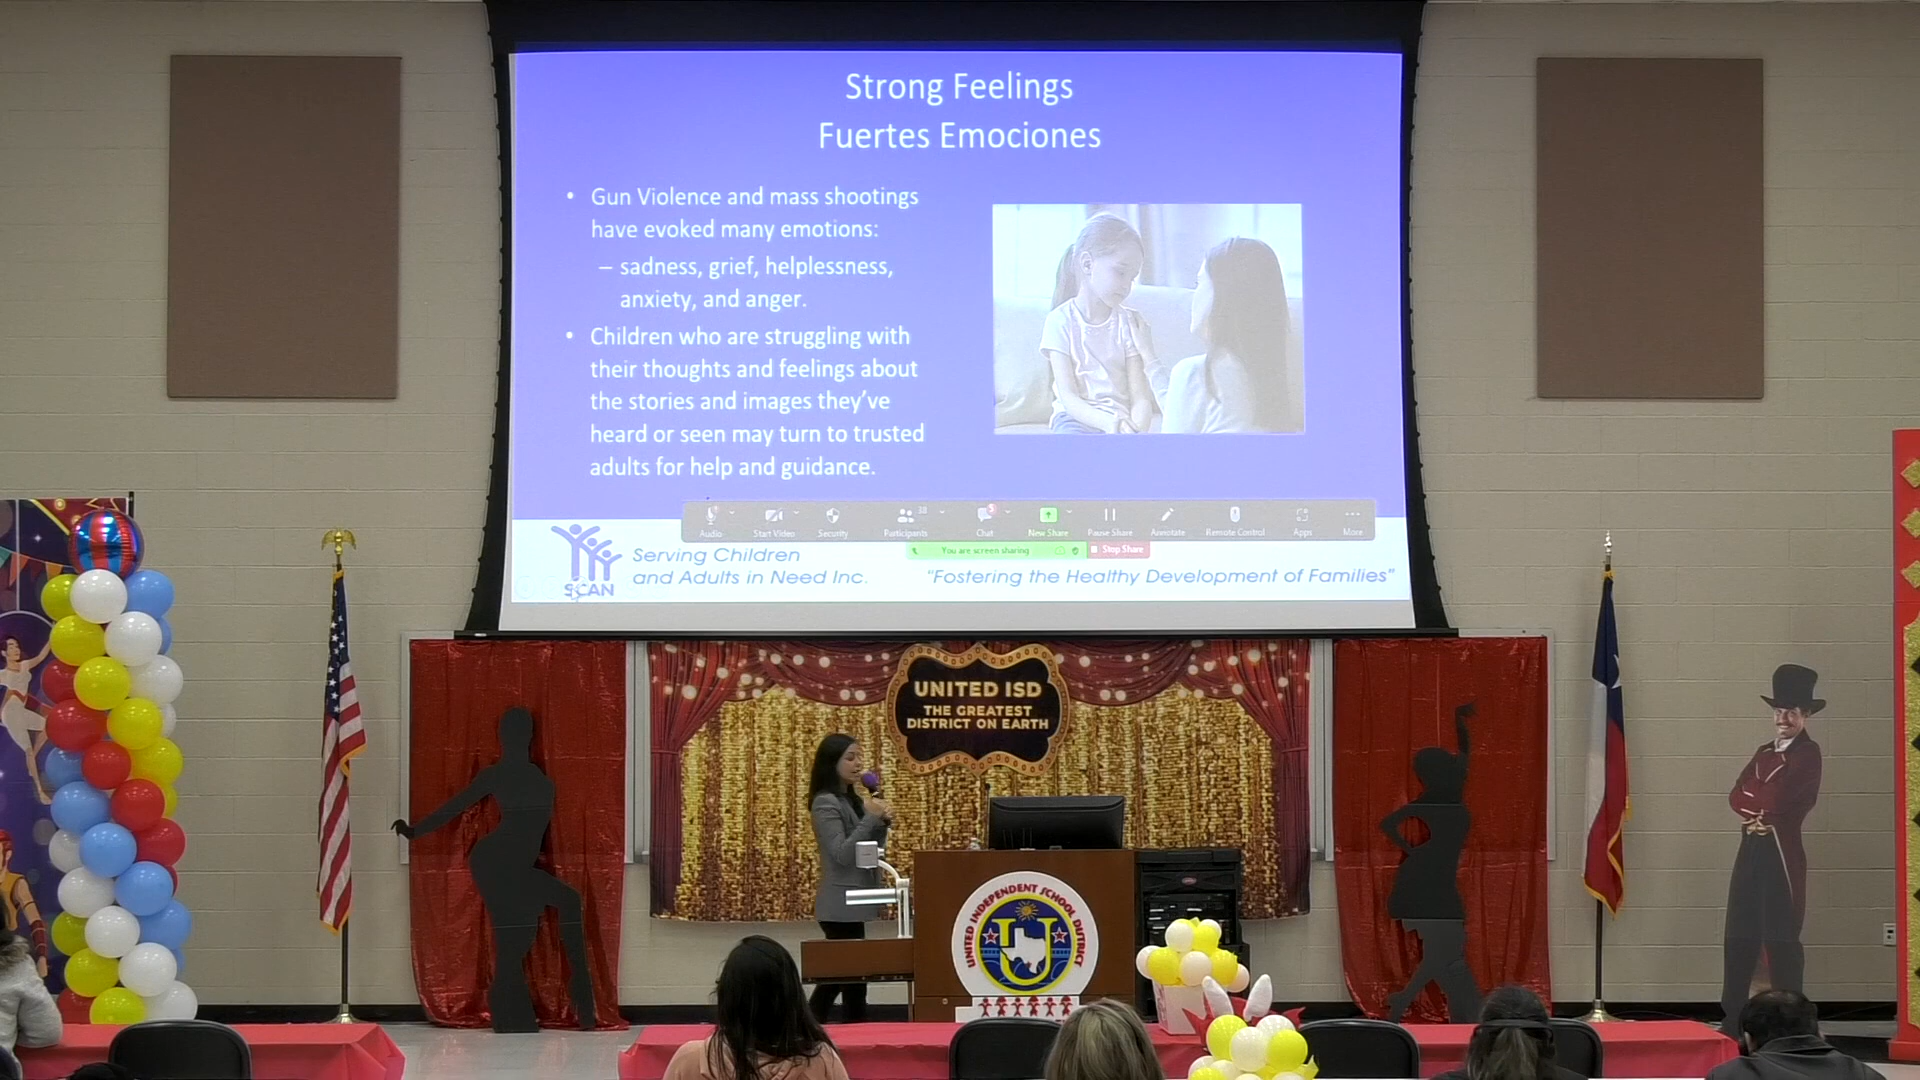 Strong Feelings
Fuertes Emociones
• Gun Violence and mass shootings
have evoked many emotions:
– sadness, grief, helplessness,
anxiety, and anger.
• Children who are struggling with
their thoughts and feelings about
the stories and images they’ve
heard or seen may turn to trusted
adults for help and guidance.
Audio
Start Video
Security
Participants
38
Chat
5
New Share
Pause Share
Annotate
Remote Control
Apps
More
You are screen sharing
Stop Share
SCAN
Serving Children
and Adults in Need Inc.
"Fostering the Healthy Development of Families"
UNITED ISD
THE GREATEST
DISTRICT ON EARTH
UNITED INDEPENDENT SCHOOL DISTRICT
U